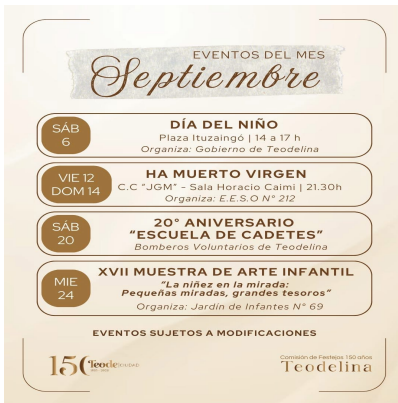 EVENTOS DEL MES
Septiembre
SÁB
6
DÍA DEL NIÑO
Plaza Ituzaingó | 14 a 17 h
Organiza: Gobierno de Teodelina
VIE 12
DOM 14
HA MUERTO VIRGEN
C.C "JGM" - Sala Horacio Caimi | 21.30h
Organiza: E.E.S.O N° 212
SÁB
20
20° ANIVERSARIO
"ESCUELA DE CADETES"
Bomberos Voluntarios de Teodelina
MIE
24
XVII MUESTRA DE ARTE INFANTIL
"La niñez en la mirada:
Pequeñas miradas, grandes tesoros"
Organiza: Jardín de Infantes N° 69
EVENTOS SUJETOS A MODIFICACIONES
150 Teode
Comisión de Festejos 150 años
Teodelina